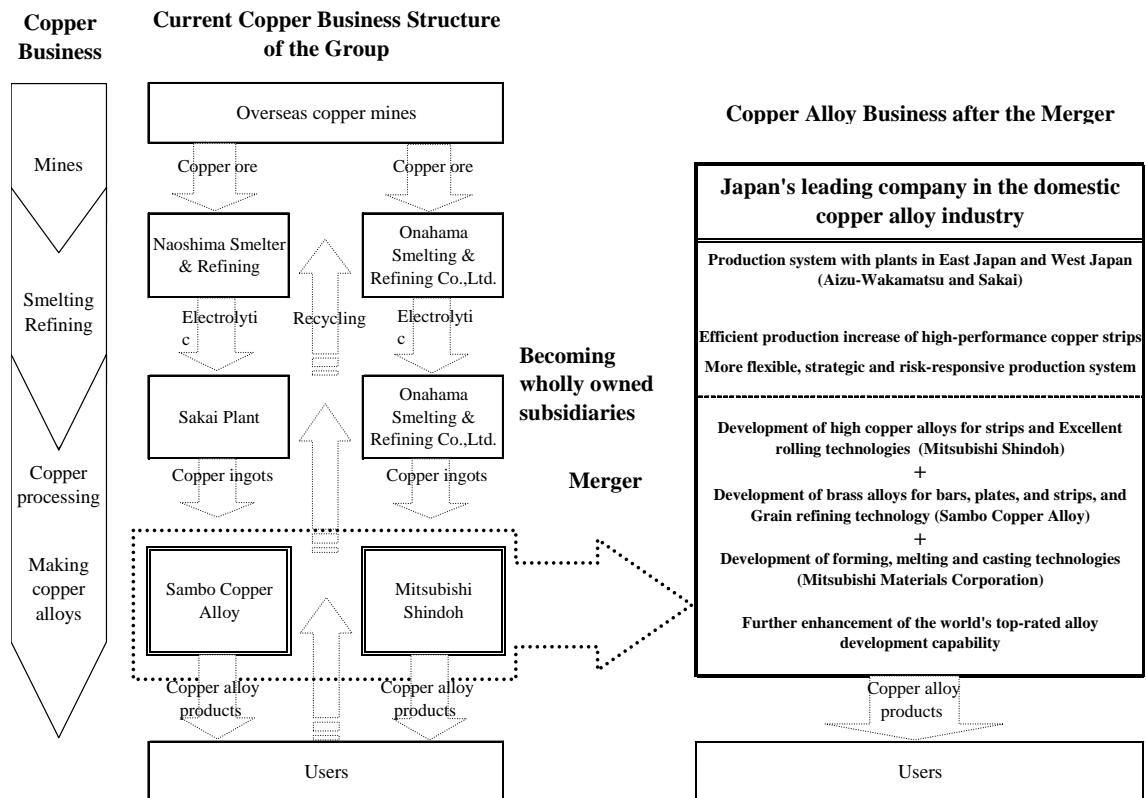 Copper
Business
Current Copper Business Structure
of the Group
Mines
Smelting
Refining
Copper
processing
Making
copper
alloys
Overseas copper mines
Copper ore
Copper ore
Naoshima Smelter
& Refining
Onahama
Smelting &
Refining Co.,Ltd.
Electrolyti
c
Recycling
Electrolyti
c
Sakai Plant
Onahama
Smelting &
Refining Co.,Ltd.
Copper ingots
Copper ingots
Sambo Copper
Alloy
Mitsubishi
Shindoh
Copper alloy
products
Copper alloy
products
Users
Becoming
wholly owned
subsidiaries
Merger
Copper Alloy Business after the Merger
Japan's leading company in the domestic
copper alloy industry
Production system with plants in East Japan and West Japan
(Aizu-Wakamatsu and Sakai)
Efficient production increase of high-performance copper strips
More flexible, strategic and risk-responsive production system
Development of high copper alloys for strips and Excellent
rolling technologies (Mitsubishi Shindoh)
+
Development of brass alloys for bars, plates, and strips, and
Grain refining technology (Sambo Copper Alloy)
+
Development of forming, melting and casting technologies
(Mitsubishi Materials Corporation)
Further enhancement of the world's top-rated alloy
development capability
Copper alloy
products
Users